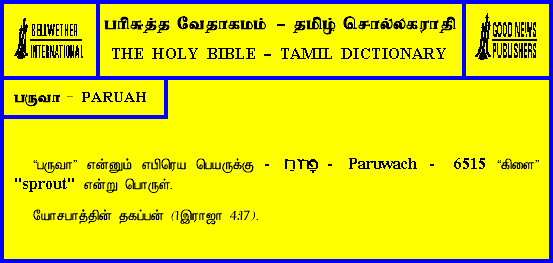 BELLWETHER
INTERNATIONAL
பரிசுத்த வேதாகமம் - தமிழ் சொல்லகராதி
THE HOLY BIBLE - TAMIL DICTIONARY
GOOD NEWS
PUBLISHERS
பருவா - PARUAH
“பருவா” என்னும் எபிரெய பெயருக்கு - - Paruwach - 6515 “கிளை”
"sprout" என்று பொருள்.
யோசபாத்தின் தகப்பன் (1இராஜா 4:17).